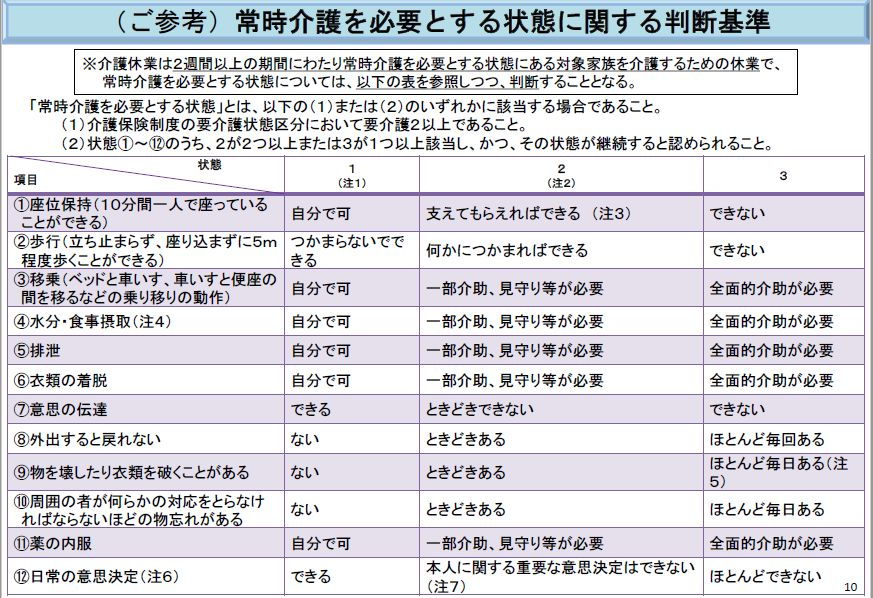 （ご参考）常時介護を必要とする状態に関する判断基準
※介護休業は２週間以上の期間にわたり常時介護を必要とする状態にある対象家族を介護するための休業で、
常時介護を必要とする状態については、以下の表を参照しつつ、判断することとなる。
「常時介護を必要とする状態」とは、以下の（１）または（２）のいずれかに該当する場合であること。
（１）介護保険制度の要介護状態区分において要介護２以上であること。
（２）状態①～⑫のうち、２が２つ以上または３が１つ以上該当し、かつ、その状態が継続すると認められること。
状態
項目
１
（注１）
２
（注２）
３
①座位保持（１０分間一人で座っている
ことができる）
自分で可
支えてもらえればできる （注３）
できない
②歩行（立ち止まらず、座り込まずに５ｍ
程度歩くことができる）
つかまらないでで
きる
何かにつかまればできる
できない
③移乗（ベッドと車いす、車いすと便座の
間を移るなどの乗り移りの動作）
自分で可
一部介助、見守り等が必要
全面的介助が必要
④水分・食事摂取（注４）
自分で可
一部介助、見守り等が必要
全面的介助が必要
⑤排泄
自分で可
一部介助、見守り等が必要
全面的介助が必要
⑥衣類の着脱
自分で可
一部介助、見守り等が必要
全面的介助が必要
⑦意思の伝達
できる
ときどきできない
できない
⑧外出すると戻れない
ない
ときどきある
ほとんど毎回ある
⑨物を壊したり衣類を破くことがある
ない
ときどきある
ほとんど毎日ある（注
５）
⑩周囲の者が何らかの対応をとらなけ
ればならないほどの物忘れがある
ない
ときどきある
ほとんど毎日ある
⑪薬の内服
自分で可
一部介助、見守り等が必要
全面的介助が必要
⑫日常の意思決定（注６）
できる
本人に関する重要な意思決定はできない
（注７）
ほとんどできない
10